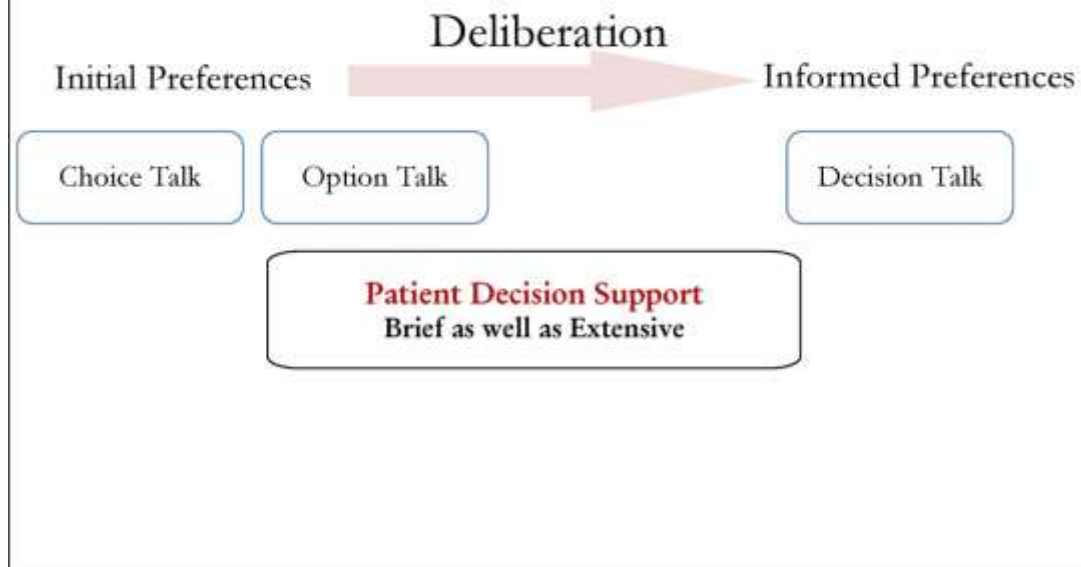 Deliberation
Initial Preferences
Informed Preferences
Choice Talk
Option Talk
Decision Talk
Patient Decision Support
Brief as well as Extensive